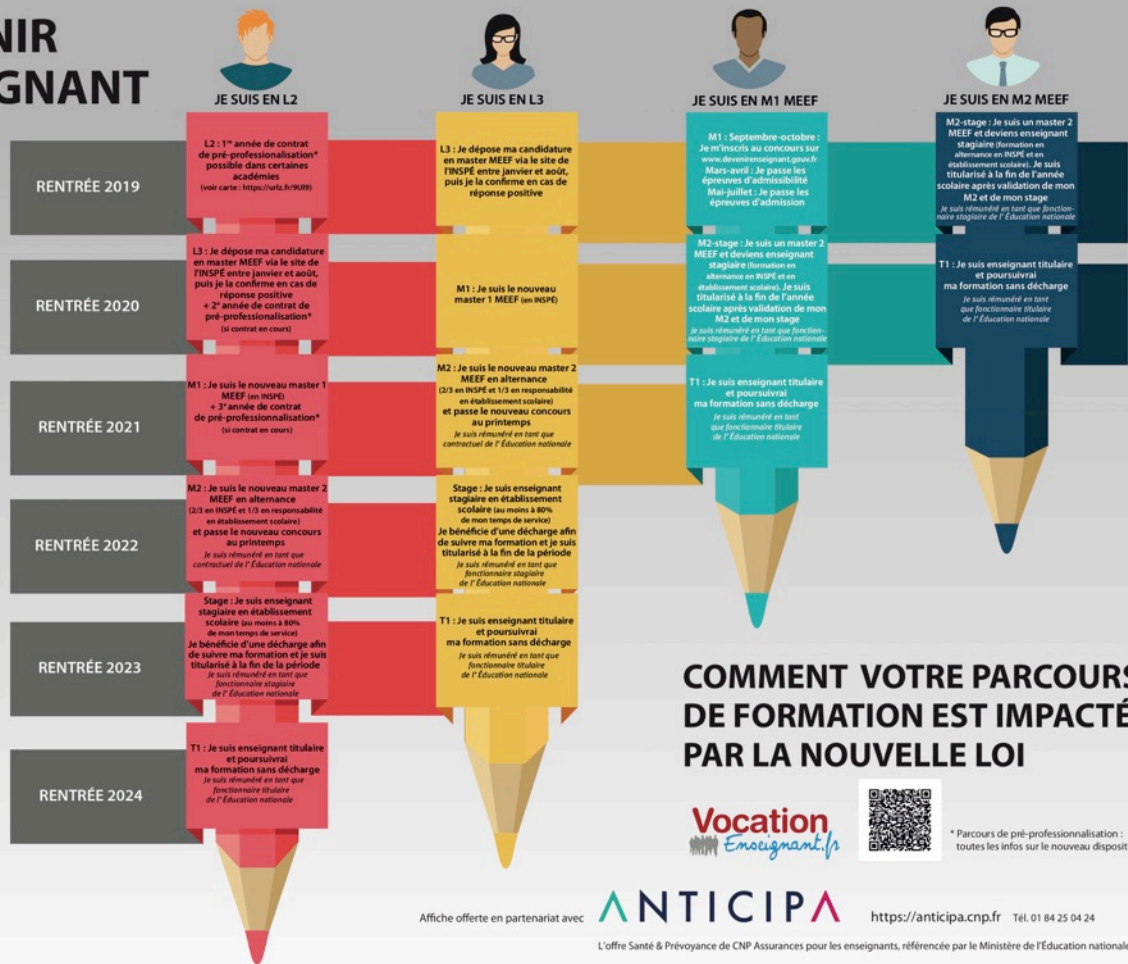 NIR
IGNANT
JE SUIS EN L2
JE SUIS EN L3
JE SUIS EN M1 MEEF
JE SUIS EN M2 MEEF
RENTRÉE 2019
L2 : 1re année de contrat
de pré-professionalisation*
possible dans certaines
académies
(voir carte : https://urlz.fr/9UI9)
L3 : Je dépose ma candidature
en master MEEF via le site de
l'INSPÉ entre janvier et août,
puis je la confirme en cas de
réponse positive
M1 : Septembre-octobre :
Je m'inscris au concours sur
www.devenirenseignant.gouv.fr
Mars-avril : Je passe les
épreuves d'admissibilité
Mai-juillet : Je passe les
épreuves d'admission
M2-stage : Je suis un master 2
MEEF et deviens enseignant
stagiaire (formation en
alternance en INSPÉ et en
établissement scolaire). Je suis
titularisé à la fin de l'année
scolaire après validation de mon
M2 et de mon stage
Je suis rémunéré en tant que fonction-
naire stagiaire de l' Éducation nationale
RENTRÉE 2020
L3 : Je dépose ma candidature
en master MEEF via le site de
l'INSPÉ entre janvier et août,
puis je la confirme en cas de
réponse positive
+ 2e année de contrat de
pré-professionalisation*
(si contrat en cours)
M1 : Je suis le nouveau
master 1 MEEF (en INSPÉ)
M2-stage : Je suis un master 2
MEEF et deviens enseignant
stagiaire (formation en
alternance en INSPÉ et en
établissement scolaire). Je suis
titularisé à la fin de l'année
scolaire après validation de mon
M2 et de mon stage
Je suis rémunéré en tant que fonction-
naire stagiaire de l' Éducation nationale
T1 : Je suis enseignant titulaire
et poursuivrai
ma formation sans décharge
Je suis rémunéré en tant
que fonctionnaire titulaire
de l' Éducation nationale
RENTRÉE 2021
M1 : Je suis le nouveau master 1
MEEF (en INSPÉ)
+ 3e année de contrat
de pré-professionnalisation*
(si contrat en cours)
M2 : Je suis le nouveau master 2
MEEF en alternance
(2/3 en INSPÉ et 1/3 en responsabilité
en établissement scolaire)
et passe le nouveau concours
au printemps
Je suis rémunéré en tant que
contractuel de l' Éducation nationale
T1 : Je suis enseignant titulaire
et poursuivrai
ma formation sans décharge
Je suis rémunéré en tant
que fonctionnaire titulaire
de l' Éducation nationale
RENTRÉE 2022
M2 : Je suis le nouveau master 2
MEEF en alternance
(2/3 en INSPÉ et 1/3 en responsabilité
en établissement scolaire)
et passe le nouveau concours
au printemps
Je suis rémunéré en tant que
contractuel de l' Éducation nationale
Stage : Je suis enseignant
stagiaire en établissement
scolaire (au moins à 80%
de mon temps de service)
Je bénéficie d'une décharge afin
de suivre ma formation et je suis
titularisé à la fin de la période
Je suis rémunéré en tant que
fonctionnaire stagiaire
de l' Éducation nationale
RENTRÉE 2023
Stage : Je suis enseignant
stagiaire en établissement
scolaire (au moins à 80%
de mon temps de service)
Je bénéficie d'une décharge afin
de suivre ma formation et je suis
titularisé à la fin de la période
Je suis rémunéré en tant que
fonctionnaire stagiaire
de l' Éducation nationale
T1 : Je suis enseignant titulaire
et poursuivrai
ma formation sans décharge
Je suis rémunéré en tant que
fonctionnaire titulaire
de l' Éducation nationale
RENTRÉE 2024
T1 : Je suis enseignant titulaire
et poursuivrai
ma formation sans décharge
Je suis rémunéré en tant que
fonctionnaire titulaire
de l' Éducation nationale
COMMENT VOTRE PARCOURS
DE FORMATION EST IMPACTÉ
PAR LA NOUVELLE LOI
Vocation
Enseignant.fr
* Parcours de pré-professionnalisation :
toutes les infos sur le nouveau disposit
Affiche offerte en partenariat avec
ANTICIPA
https://anticipa.cnp.fr Tél. 01 84 25 04 24
L'offre Santé & Prévoyance de CNP Assurances pour les enseignants, référencée par le Ministère de l'Éducation nationale